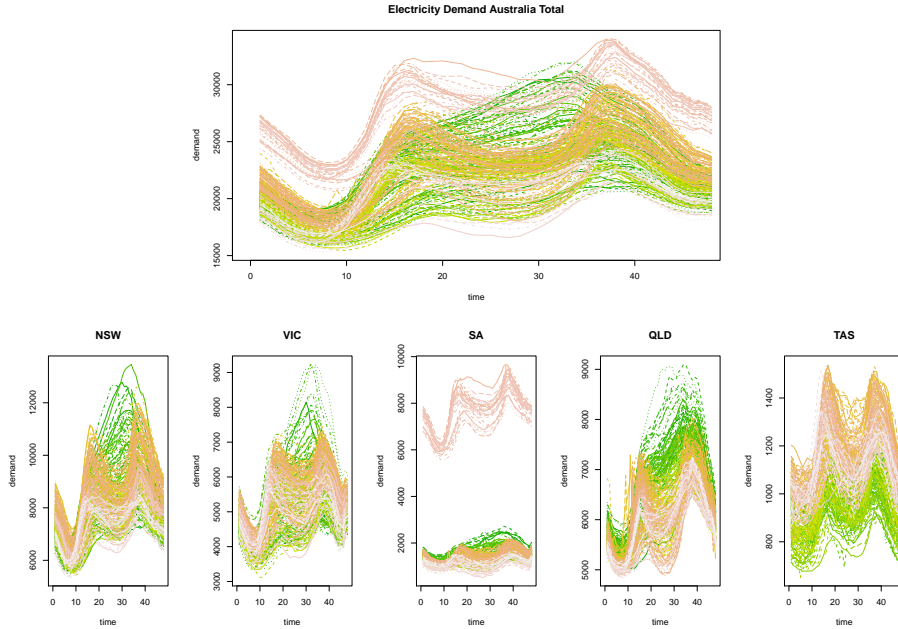 Electricity Demand Australia Total
demand
30000
25000
20000
15000
0 10 20 30 40
time
NSW
demand
12000
10000
8000
6000
0 10 20 30 40
time
VIC
demand
9000
8000
7000
6000
5000
4000
3000
0 10 20 30 40
time
SA
demand
10000
8000
6000
4000
2000
0 10 20 30 40
time
QLD
demand
9000
8000
7000
6000
5000
0 10 20 30 40
time
TAS
demand
1400
1200
1000
800
0 10 20 30 40
time